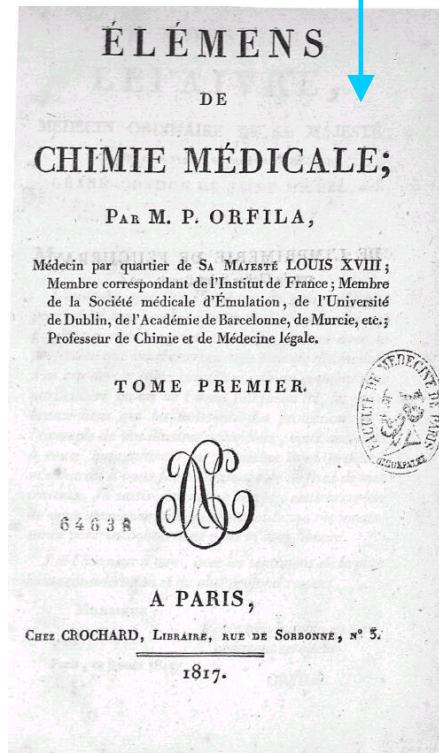 ÉLÉMENS
DE
CHIMIE MÉDICALE;
PAR M. P. ORFILA,
Médecin par quartier de SA MAJESTÉ LOUIS XVIII;
Membre correspondant de l'Institut de France; Membre
de la Société médicale d'Émulation, de l'Université
de Dublin, de l'Académie de Barcelonne, de Murcie, etc.;
Professeur de Chimie et de Médecine légale.
TOME PREMIER.
FACULTÉ DE MEDECINE DE PARIS
64638
A PARIS,
CHEZ CROCHARD, LIBRAIRE, RUE DE SORBONNE, N° 3.
1817.